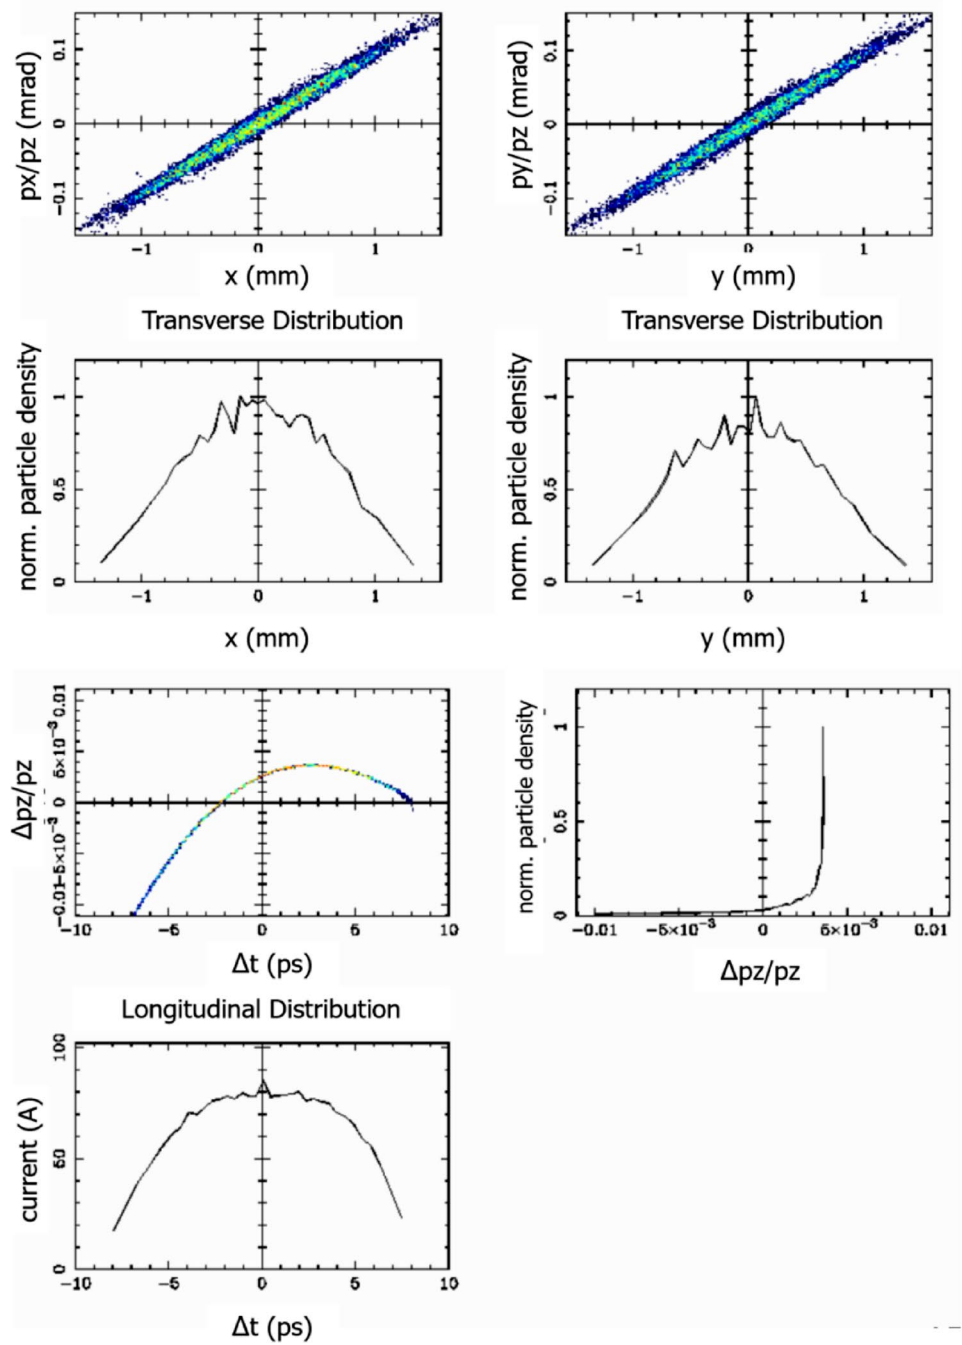 px/pz (mrad)
0.1
0
-0.1
-1 0 1
x (mm)
py/pz (mrad)
0.1
0
-0.1
-1 0 1
y (mm)
Transverse Distribution
Transverse Distribution
norm. particle density
1
0.5
0
-1 0 1
x (mm)
norm. particle density
1
0.5
0
-1 0 1
y (mm)
Δpz/pz
0.01
5×10⁻³
0
-5×10⁻³
-0.01
-10 -5 0 5 10
Δt (ps)
norm. particle density
1
0.5
0
-0.01 -5×10⁻³ 0 5×10⁻³ 0.01
Δpz/pz
Longitudinal Distribution
current (A)
100
50
0
-10 -5 0 5 10
Δt (ps)